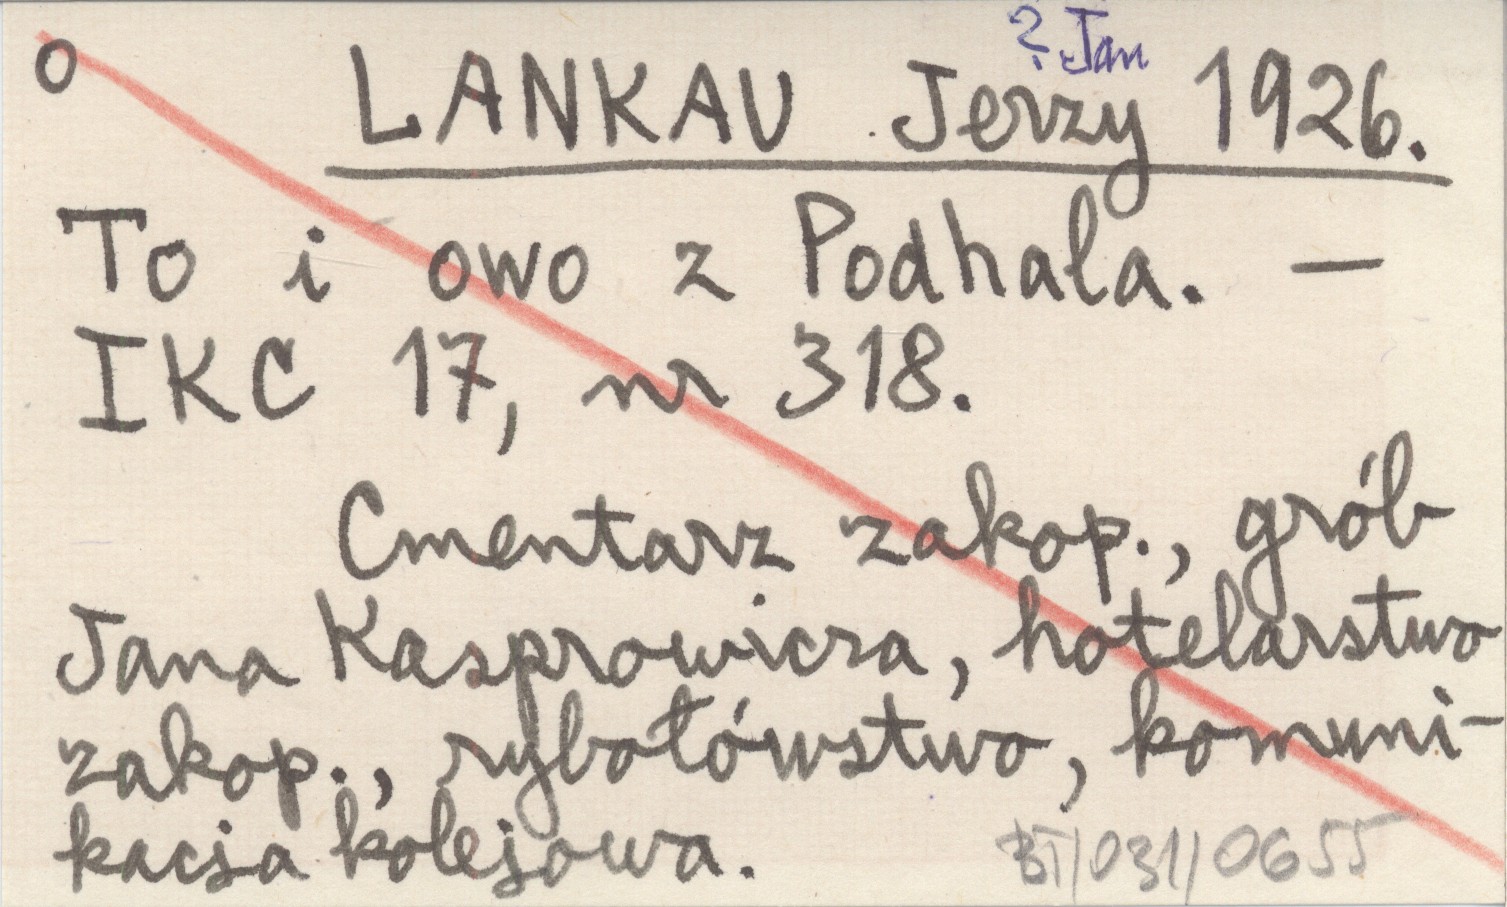 o
? Jan
LANKAU Jerzy 1926.
To i owo z Podhala. —
IKC 17, nr 318.
Cmentarz zakop., grób
Jana Kasprowicza, hotelarstwo
zakop., rybołówstwo, komuni-
kacja kolejowa.
BT/031/0655